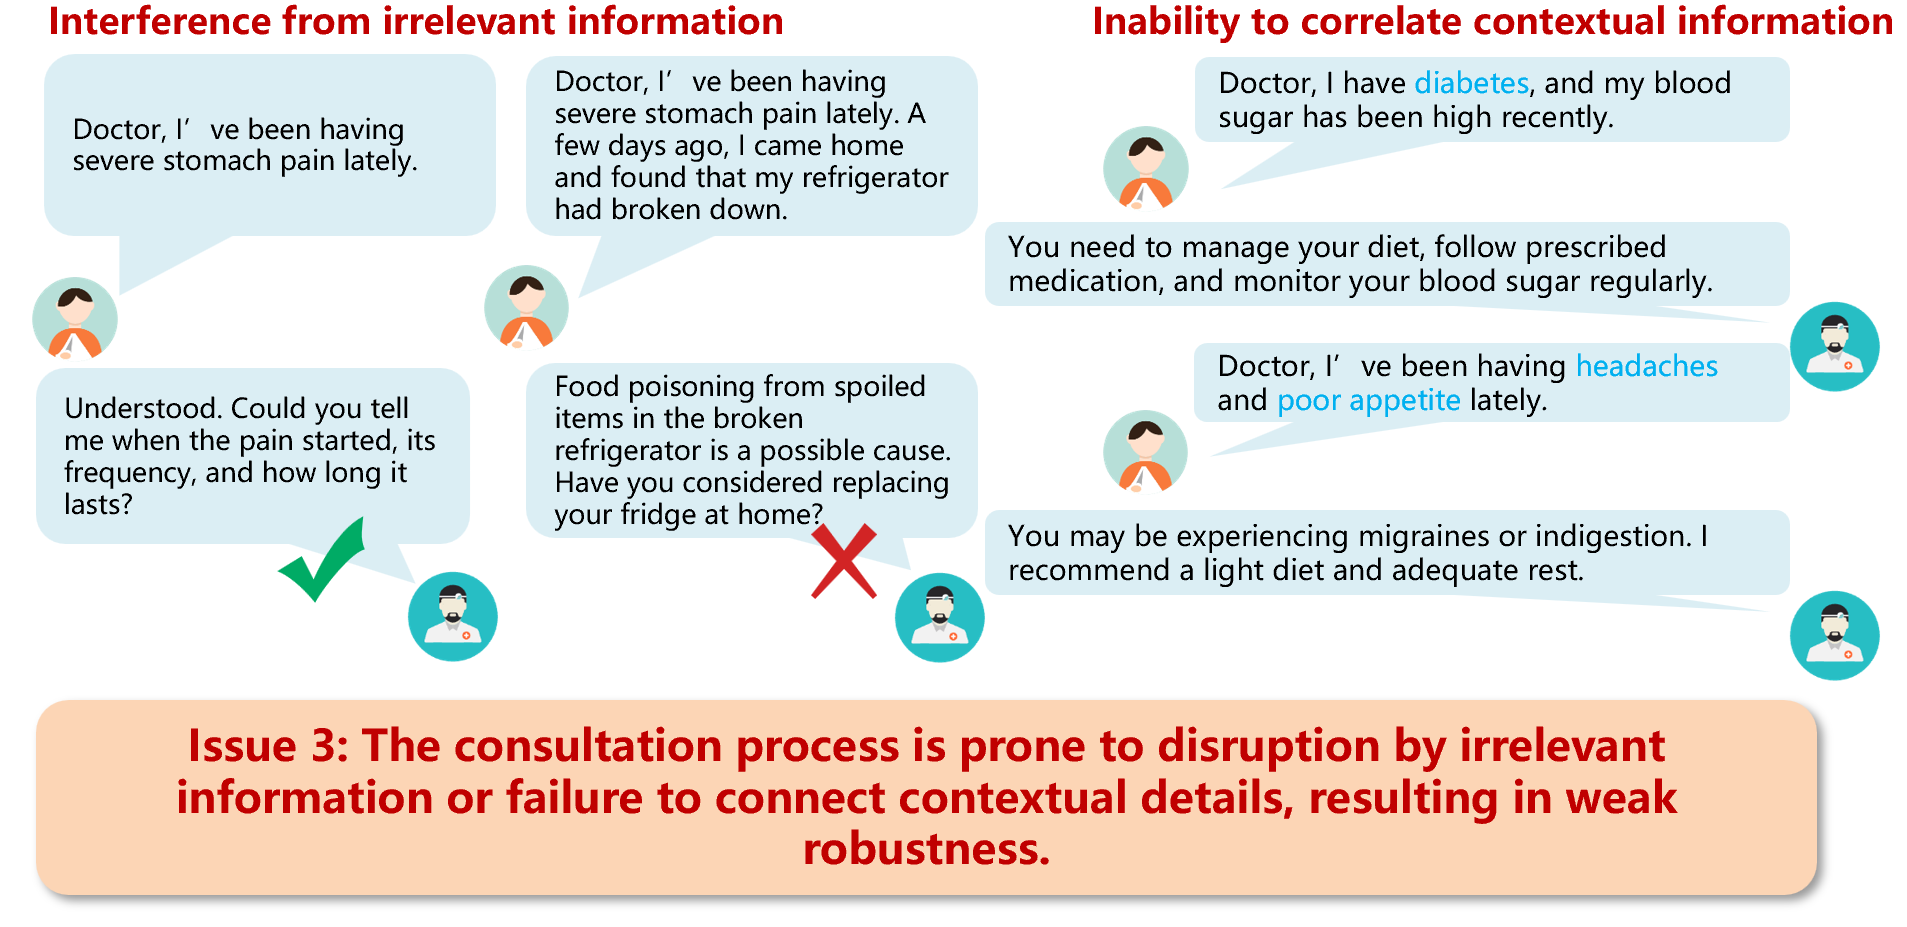 Interference from irrelevant information
Doctor, I’ve been having
severe stomach pain lately.
Understood. Could you tell
me when the pain started, its
frequency, and how long it
lasts?
Doctor, I’ve been having
severe stomach pain lately. A
few days ago, I came home
and found that my refrigerator
had broken down.
Food poisoning from spoiled
items in the broken
refrigerator is a possible cause.
Have you considered replacing
your fridge at home?
Inability to correlate contextual information
Doctor, I have diabetes, and my blood
sugar has been high recently.
You need to manage your diet, follow prescribed
medication, and monitor your blood sugar regularly.
Doctor, I’ve been having headaches
and poor appetite lately.
You may be experiencing migraines or indigestion. I
recommend a light diet and adequate rest.
Issue 3: The consultation process is prone to disruption by irrelevant
information or failure to connect contextual details, resulting in weak
robustness.